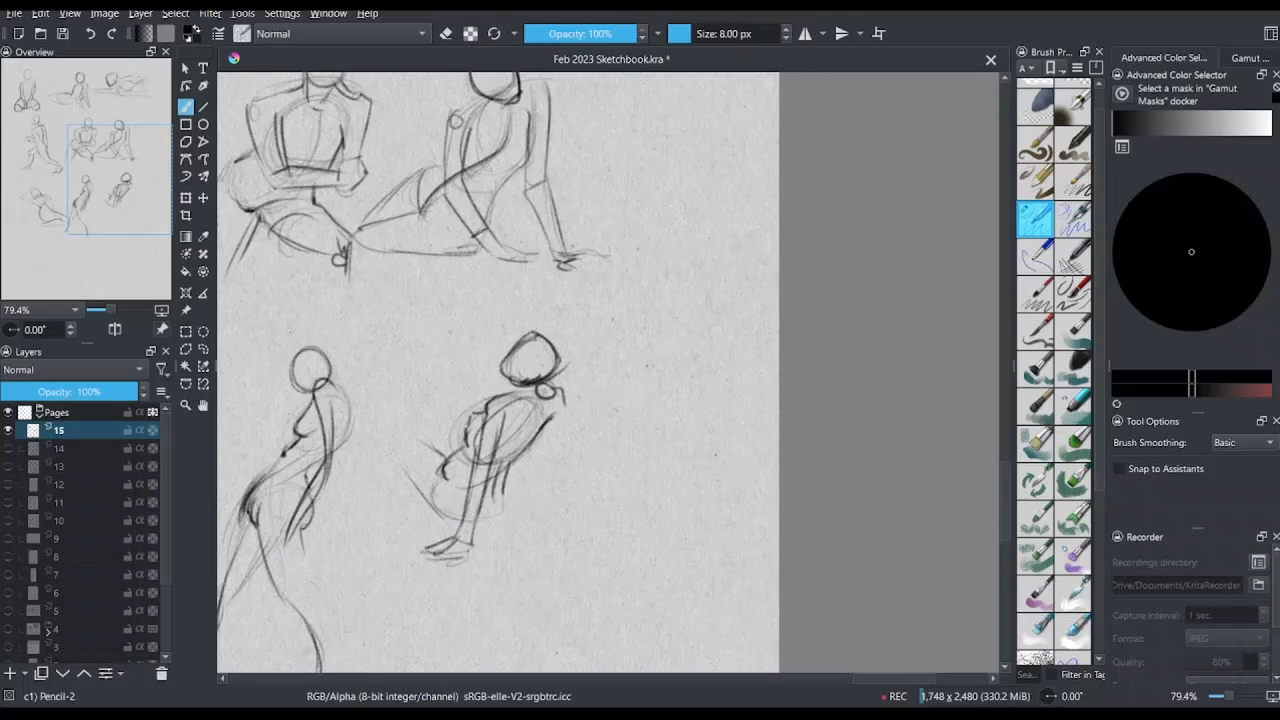 File Edit View Image Layer Select Filter Tools Settings Window Help
Normal Opacity: 100% Size: 8.00 px
Overview
Feb 2023 Sketchbook.kra *
79.4%
0.00°
Layers
Normal
Opacity: 100%
Pages
15
14
13
12
11
10
9
8
7
6
5
4
3
Brush Pr...
A
Sea...
Filter in Tag
Advanced Color Sel...
Gamut ...
Advanced Color Selector
Select a mask in "Gamut
Masks" docker
Tool Options
Brush Smoothing: Basic
Snap to Assistants
Recorder
Recordings directory:
Drive/Documents/KritaRecorder
Capture interval: 1 sec.
Format: JPEG
Quality: 80%
c1) Pencil-2
RGB/Alpha (8-bit integer/channel) sRGB-elle-V2-srgbtrc.icc
REC
1,748 x 2,480 (330.2 MiB)
0.00°
79.4%